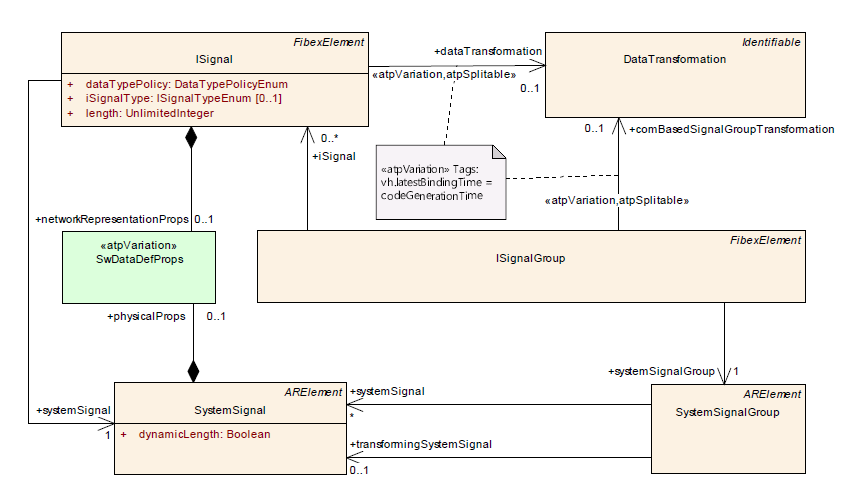 FibexElement
ISignal
+ dataTypePolicy: DataTypePolicyEnum
+ iSignalType: ISignalTypeEnum [0..1]
+ length: UnlimitedInteger
+dataTransformation
«atpVariation,atpSplitable»
0..1
Identifiable
DataTransformation
0..*
+iSignal
0..1
+comBasedSignalGroupTransformation
«atpVariation» Tags:
vh.latestBindingTime =
codeGenerationTime
«atpVariation,atpSplitable»
+networkRepresentationProps
0..1
«atpVariation»
SwDataDefProps
FibexElement
ISignalGroup
+physicalProps
0..1
+systemSignalGroup
1
+systemSignal
1
ARElement
SystemSignal
+ dynamicLength: Boolean
+systemSignal
*
+transformingSystemSignal
0..1
ARElement
SystemSignalGroup